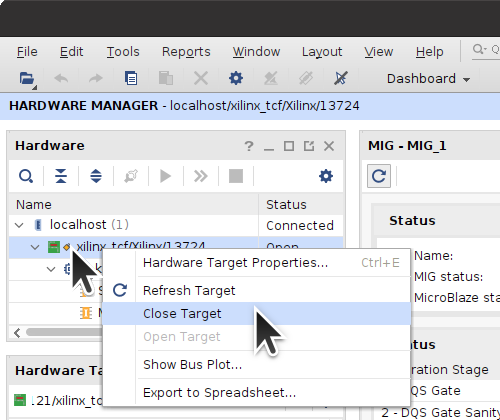 File Edit Tools Reports Window Layout View Help
Dashboard
HARDWARE MANAGER - localhost/xilinx_tcf/Xilinx/13724
Hardware
MIG - MIG_1
Name Status
localhost (1) Connected
xilinx_tcf/Xilinx/13724 Open
Status
Hardware Target Properties... Ctrl+E
Refresh Target
Close Target
Open Target
Show Bus Plot...
Export to Spreadsheet...
Name:
MIG status:
MicroBlaze sta
Status
Hardware Ta
121/xilinx_tc
ration Stage
DQS Gate
2 - DQS Gate Sanity